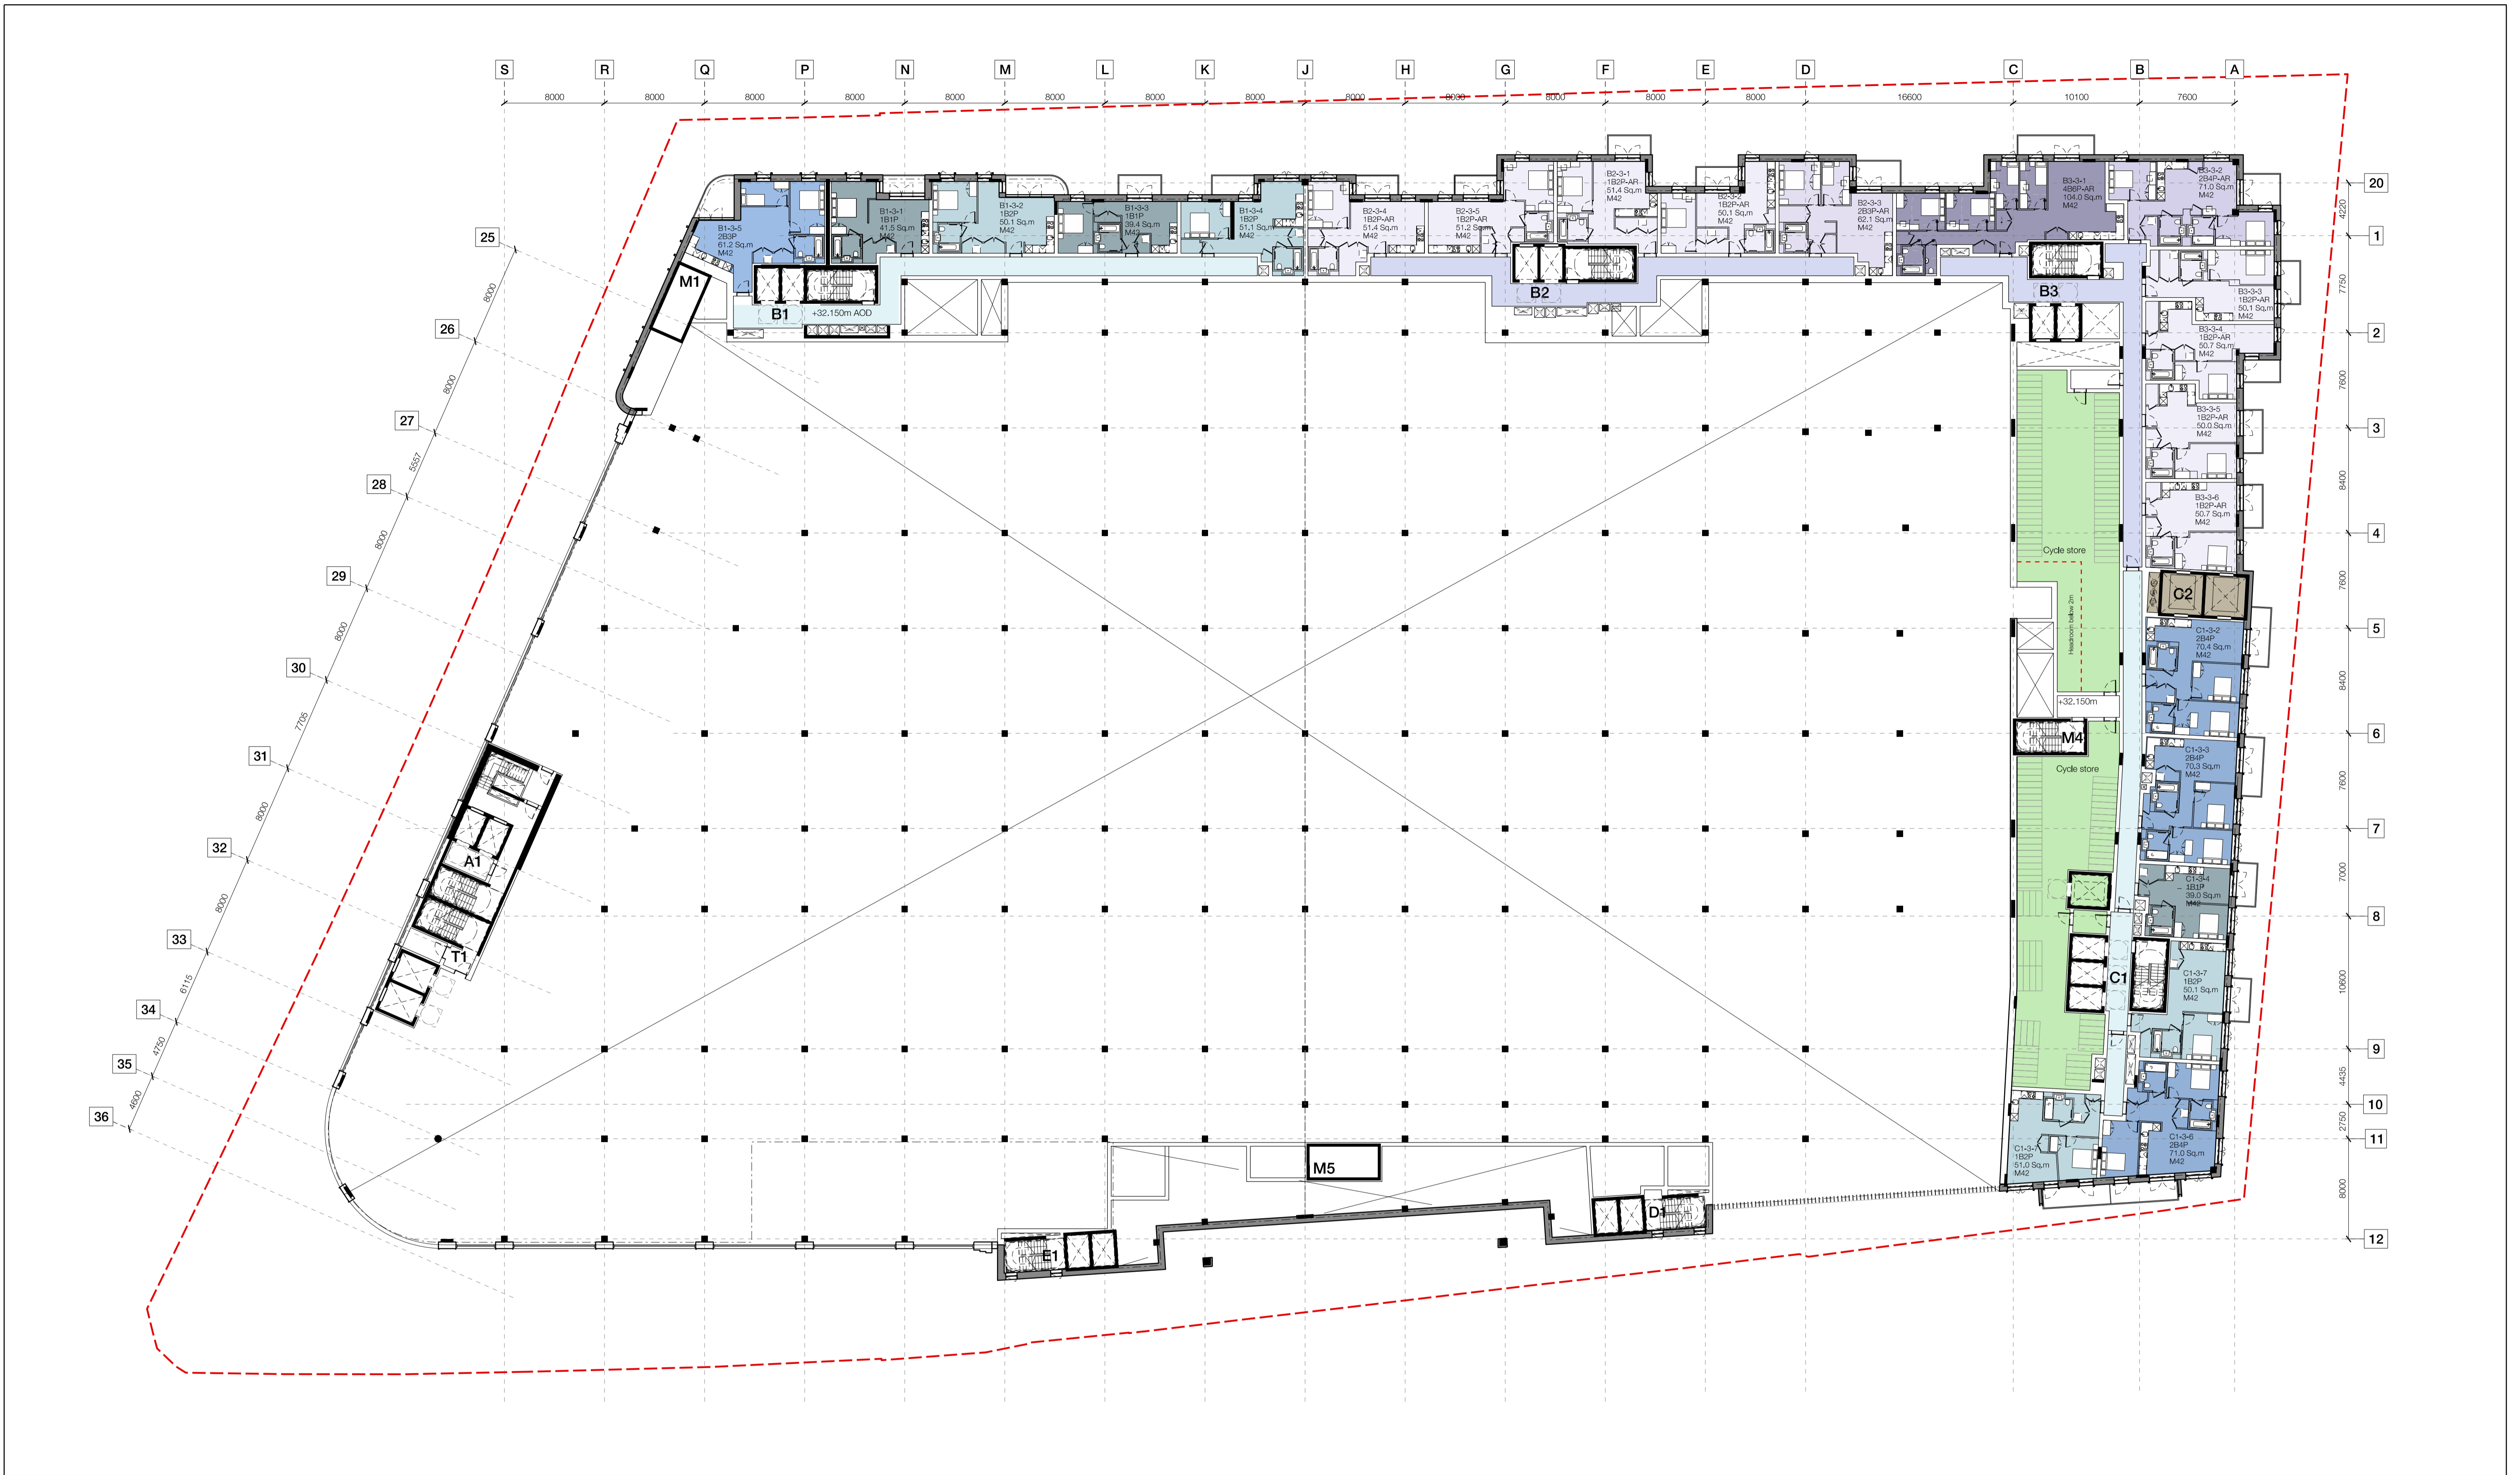 S
R
Q
P
N
M
L
K
J
H
G
F
E
D
C
B
A
8000
8000
8000
8000
8000
8000
8000
8000
8000
8000
8000
8000
8000
16600
10100
7600
20
4220
1
7750
2
7600
3
8400
4
7600
5
8400
6
7600
7
7000
8
10600
9
4435
10
2750
11
8000
12
25
8000
26
8000
27
5557
28
8000
29
8000
30
7705
31
8000
32
8000
33
6115
34
4750
35
4600
36
B1-3-5
2B3P
61.2 Sq.m
M42
B1-3-1
1B1P
41.5 Sq.m
M42
B1-3-2
1B2P
50.1 Sq.m
M42
B1-3-3
1B1P
39.4 Sq.m
M42
B1-3-4
1B2P
51.1 Sq.m
M42
B2-3-4
1B2P-AR
51.4 Sq.m
M42
B2-3-5
1B2P-AR
51.2 Sq.m
M42
B2-3-1
1B2P-AR
51.4 Sq.m
M42
B2-3-2
1B2P-AR
50.1 Sq.m
M42
B2-3-3
2B3P-AR
62.1 Sq.m
M42
B3-3-1
4B6P-AR
104.0 Sq.m
M42
B3-3-2
2B4P-AR
71.0 Sq.m
M42
B3-3-3
1B2P-AR
50.1 Sq.m
M42
B3-3-4
1B2P-AR
50.7 Sq.m
M42
B3-3-5
1B2P-AR
50.0 Sq.m
M42
B3-3-6
1B2P-AR
50.7 Sq.m
M42
M1
B1
+32.150m AOD
B2
B3
Cycle store
Headroom below 2m
C2
C1-3-2
2B4P
70.4 Sq.m
M42
+32.150m
M4
Cycle store
C1-3-3
2B4P
70.3 Sq.m
M42
C1-3-4
1B1P
39.0 Sq.m
M42
C1
C1-3-7
1B2P
50.1 Sq.m
M42
C1-3-6
2B4P
71.0 Sq.m
M42
C1-3-7
1B2P
51.0 Sq.m
M42
A1
T1
M5
D1
E1